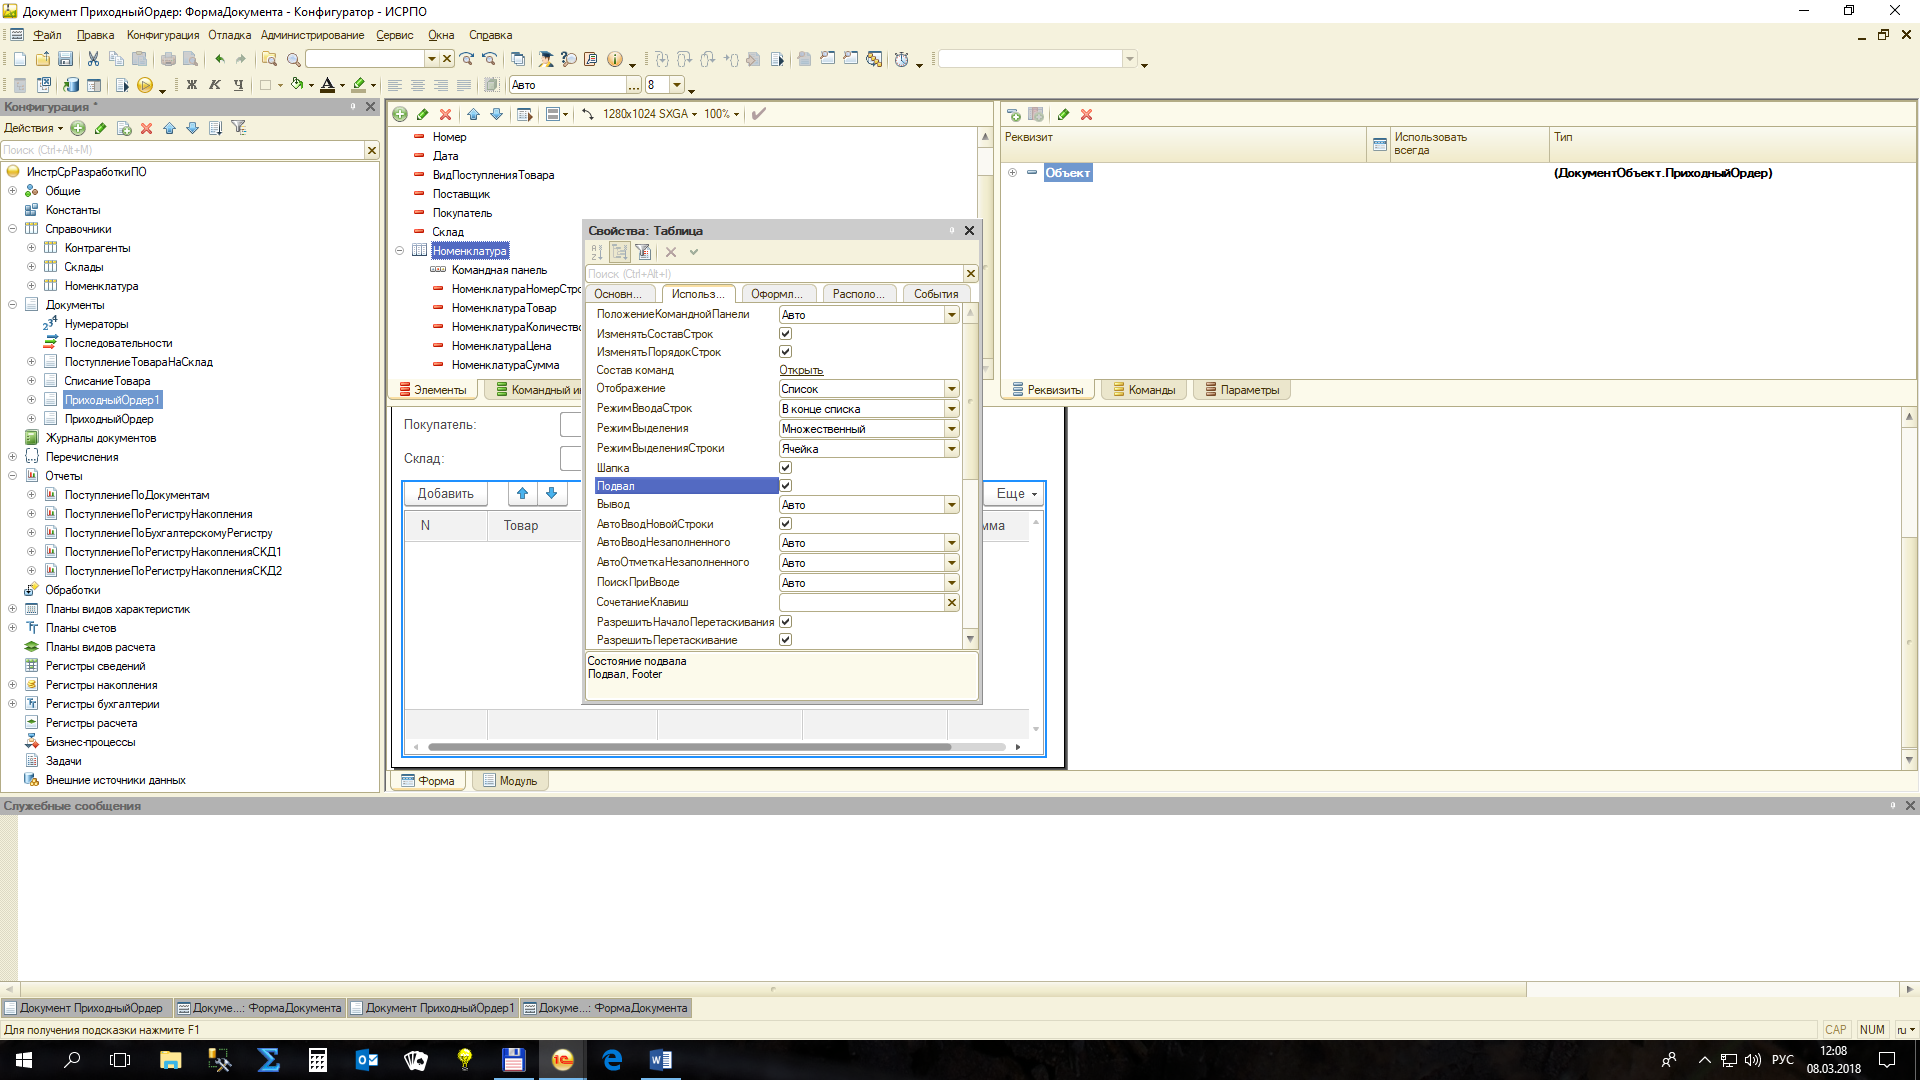 Документ ПриходныйОрдер: ФормаДокумента - Конфигуратор - ИСРПО
Файл Правка Конфигурация Отладка Администрирование Сервис Окна Справка
Ж К Ч Авто 8
Конфигурация *
Действия
Поиск (Ctrl+Alt+M)
ИнстрСрРазработкиПО
Общие
Константы
Справочники
Контрагенты
Склады
Номенклатура
Документы
Нумераторы
Последовательности
ПоступлениеТовараНаСклад
СписаниеТовара
ПриходныйОрдер1
ПриходныйОрдер
Журналы документов
Перечисления
Отчеты
ПоступлениеПоДокументам
ПоступлениеПоРегиструНакопления
ПоступлениеПоБухгалтерскомуРегистру
ПоступлениеПоРегиструНакопленияСКД1
ПоступлениеПоРегиструНакопленияСКД2
Обработки
Планы видов характеристик
Планы счетов
Планы видов расчета
Регистры сведений
Регистры накопления
Регистры бухгалтерии
Регистры расчета
Бизнес-процессы
Задачи
Внешние источники данных
1280x1024 SXGA 100%
Номер
Дата
ВидПоступленияТовара
Поставщик
Покупатель
Склад
Номенклатура
Командная панель
НоменклатураНомерСтро
НоменклатураТовар
НоменклатураКоличество
НоменклатураЦена
НоменклатураСумма
Элементы Командный ин
Реквизит Использовать всегда Тип
Объект (ДокументОбъект.ПриходныйОрдер)
Реквизиты Команды Параметры
Покупатель:
Склад:
Добавить Еще
N Товар мма
Форма Модуль
Свойства: Таблица
Поиск (Ctrl+Alt+I)
Основн... Использ... Оформл... Располо... События
ПоложениеКоманднойПанели Авто
ИзменятьСоставСтрок
ИзменятьПорядокСтрок
Состав команд Открыть
Отображение Список
РежимВводаСтрок В конце списка
РежимВыделения Множественный
РежимВыделенияСтроки Ячейка
Шапка
Подвал
Вывод Авто
АвтоВводНовойСтроки
АвтоВводНезаполненного Авто
АвтоОтметкаНезаполненного Авто
ПоискПриВводе Авто
СочетаниеКлавиш
РазрешитьНачалоПеретаскивания
РазрешитьПеретаскивание
Состояние подвала
Подвал, Footer
Служебные сообщения
Документ ПриходныйОрдер Докуме...: ФормаДокумента Документ ПриходныйОрдер1 Докуме...: ФормаДокумента
Для получения подсказки нажмите F1 CAP NUM ru
РУС 12:08
08.03.2018